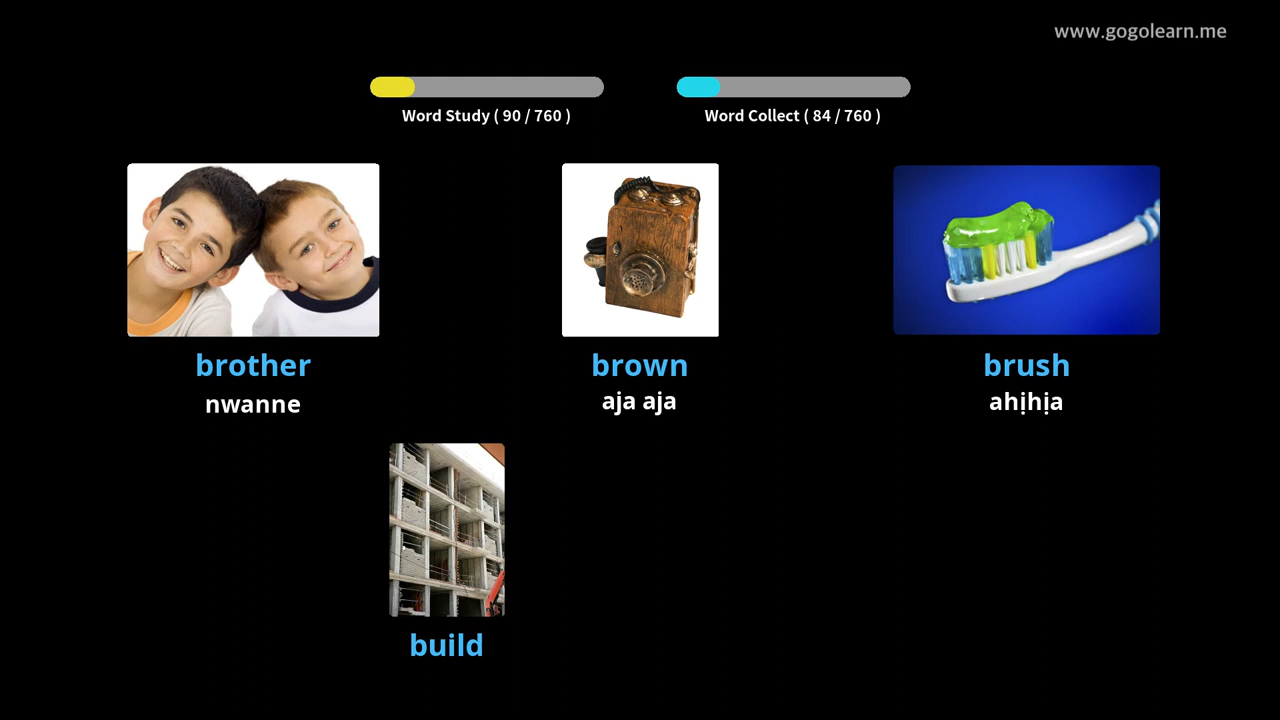 www.gogolearn.me
Word Study ( 90 / 760 )
Word Collect ( 84 / 760 )
brother
nwanne
brown
aja aja
brush
ahịhịa
build